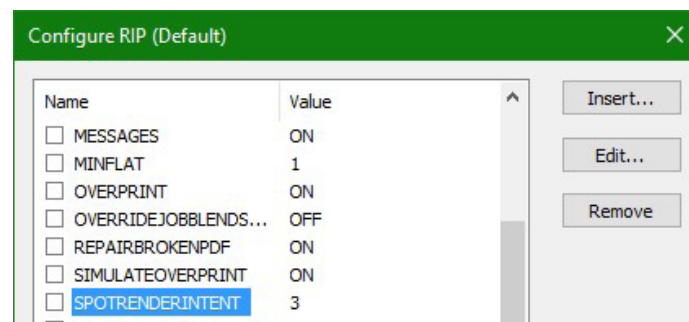 Configure RIP (Default)
Name Value
MESSAGES ON
MINFLAT 1
OVERPRINT ON
OVERRIDEJOBBLENDS... OFF
REPAIRBROKENPDF ON
SIMULATEOVERPRINT ON
SPOTRENDERINTENT 3
Insert...
Edit...
Remove